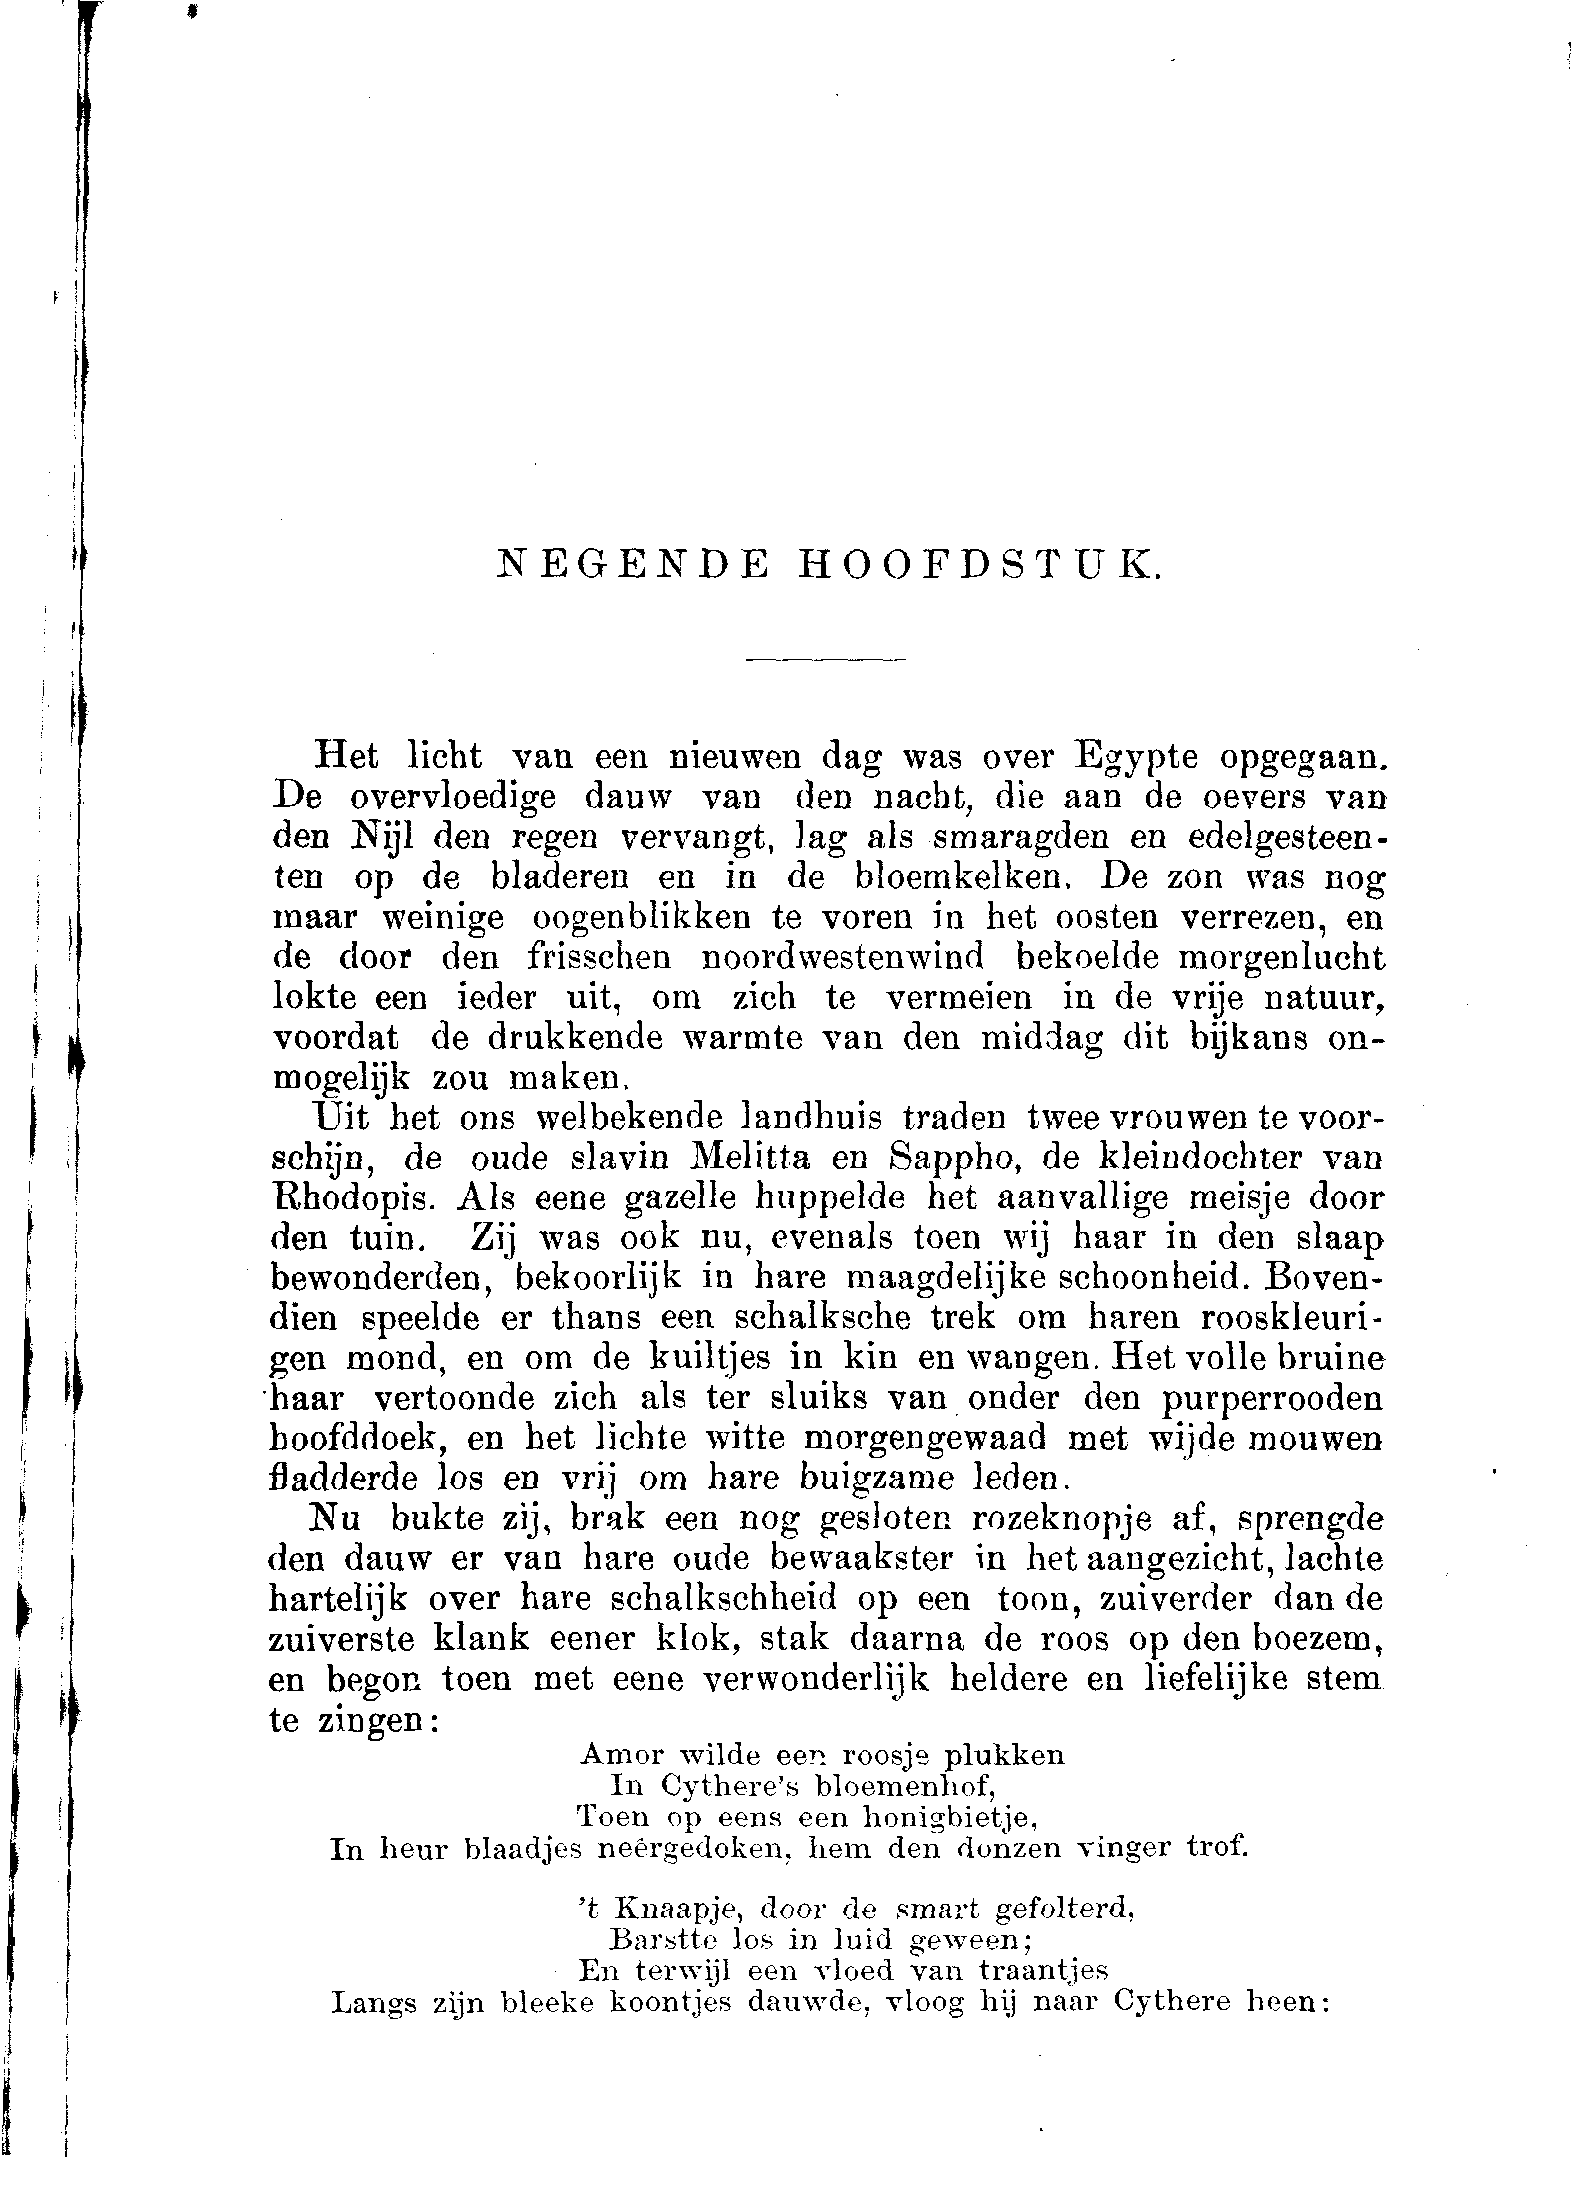 NEGENDE HOOFDSTUK.
Het licht van een nieuwen dag was over Egypte opgegaan.
De overvloedige dauw van den nacht, die aan de oevers van
den Nijl den regen vervangt, lag als smaragden en edelgesteen-
ten op de bladeren en in de bloemkelken. De zon was nog
maar weinige oogenblikken te voren in het oosten verrezen, en
de door den frisschen noordwestenwind bekoelde morgenlucht
lokte een ieder uit, om zich te vermeien in de vrije natuur,
voordat de drukkende warmte van den middag dit bijkans on-
mogelijk zou maken.
Uit het ons welbekende landhuis traden twee vrouwen te voor-
schijn, de oude slavin Melitta en Sappho, de kleindochter van
Rhodopis. Als eene gazelle huppelde het aanvallige meisje door
den tuin. Zij was ook nu, evenals toen wij haar in den slaap
bewonderden, bekoorlijk in hare maagdelijke schoonheid. Boven-
dien speelde er thans een schalksche trek om haren rooskleuri-
gen mond, en om de kuiltjes in kin en wangen. Het volle bruine
haar vertoonde zich als ter sluiks van onder den purperrooden
hoofddoek, en het lichte witte morgengewaad met wijde mouwen
fladderde los en vrij om hare buigzame leden.
Nu bukte zij, brak een nog gesloten rozeknopje af, sprengde
den dauw er van hare oude bewaakster in het aangezicht, lachte
hartelijk over hare schalkschheid op een toon, zuiverder dan de
zuiverste klank eener klok, stak daarna de roos op den boezem,
en begon toen met eene verwonderlijk heldere en liefelijke stem
te zingen:
Amor wilde een roosje plukken
In Cythere's bloemenhof,
Toen op eens een honigbietje,
In heur blaadjes neêrgedoken, hem den donzen vinger trof.
't Knaapje, door de smart gefolterd,
Barstte los in luid geween;
En terwijl een vloed van traantjes
Langs zijn bleeke koontjes dauwde, vloog hij naar Cythere heen: